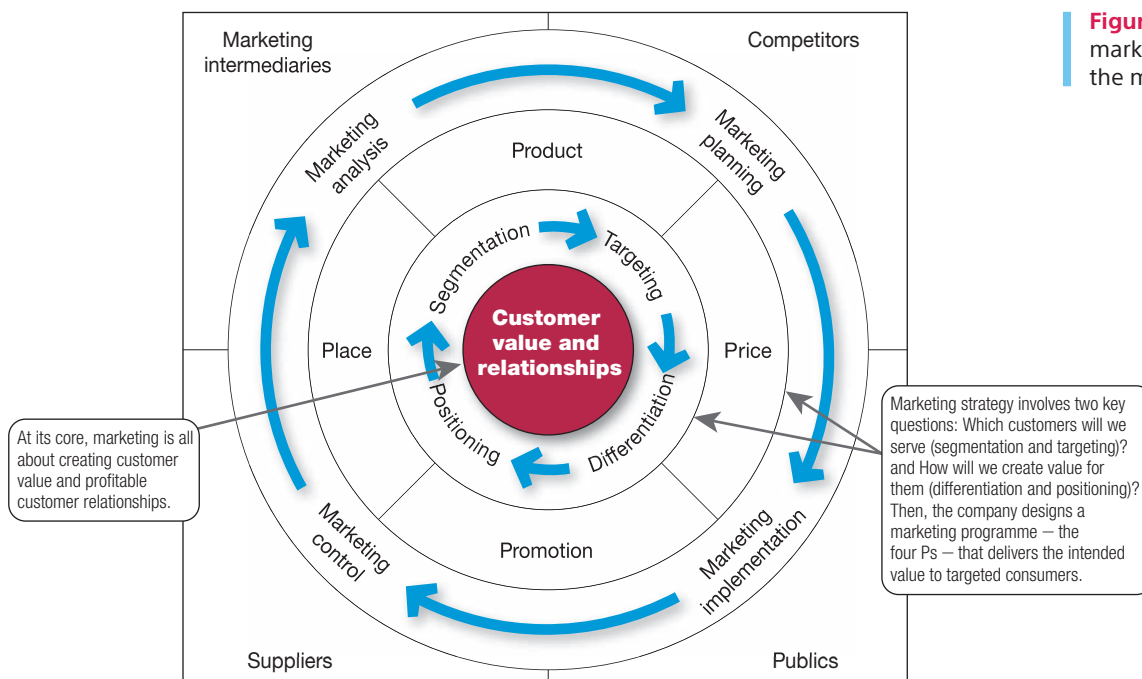 Marketing
intermediaries
Competitors
Figur
mark
the m
Marketing
analysis
Marketing
planning
Product
Segmentation
Targeting
Customer
value and
relationships
Place
Price
Positioning
Differentiation
At its core, marketing is all
about creating customer
value and profitable
customer relationships.
Marketing strategy involves two key
questions: Which customers will we
serve (segmentation and targeting)?
and How will we create value for
them (differentiation and positioning)?
Then, the company designs a
marketing programme – the
four Ps – that delivers the intended
value to targeted consumers.
Marketing
control
Promotion
Marketing
implementation
Suppliers
Publics